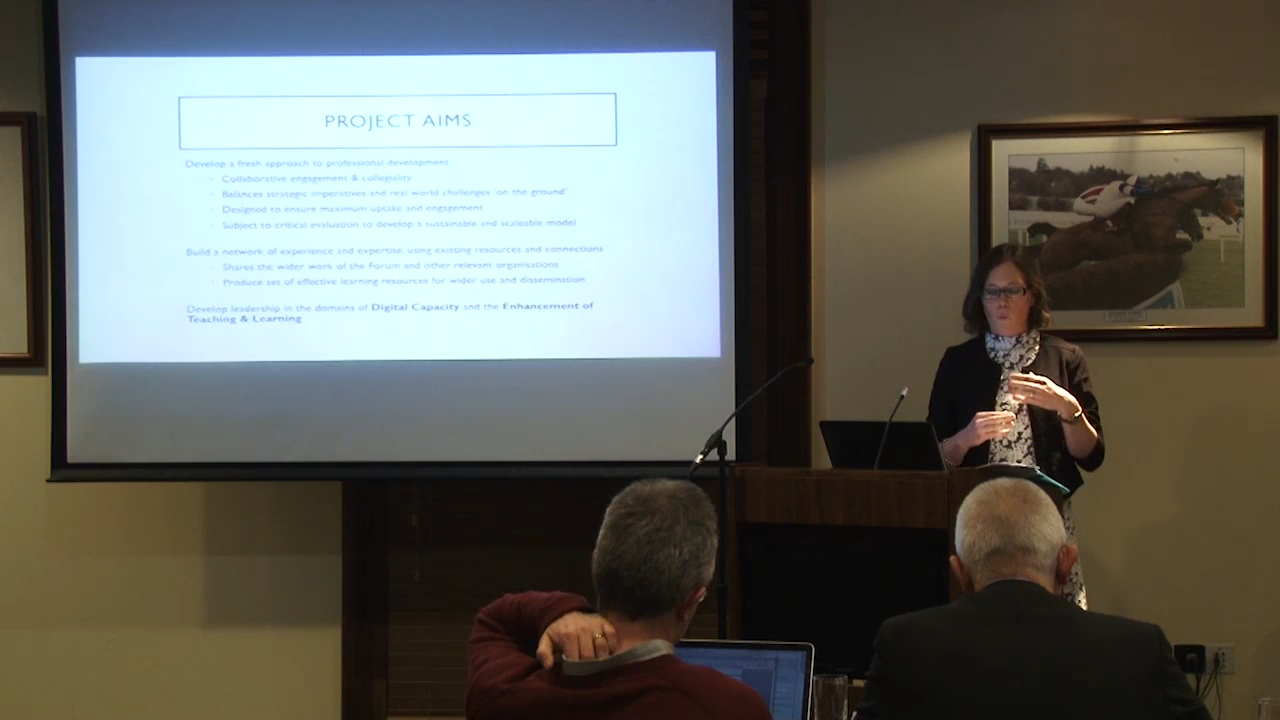 PROJECT AIMS
Develop a fresh approach to professional development:
- Collaborative engagement & collegiality
- Balances strategic imperatives and real world challenges 'on the ground'
- Designed to ensure maximum uptake and engagement
- Subject to critical evaluation to develop a sustainable and scaleable model
Build a network of experience and expertise, using existing resources and connections
- Shares the wider work of the Forum and other relevant organisations
- Produce set of effective learning resources for wider use and dissemination
Develop leadership in the domains of Digital Capacity and the Enhancement of
Teaching & Learning